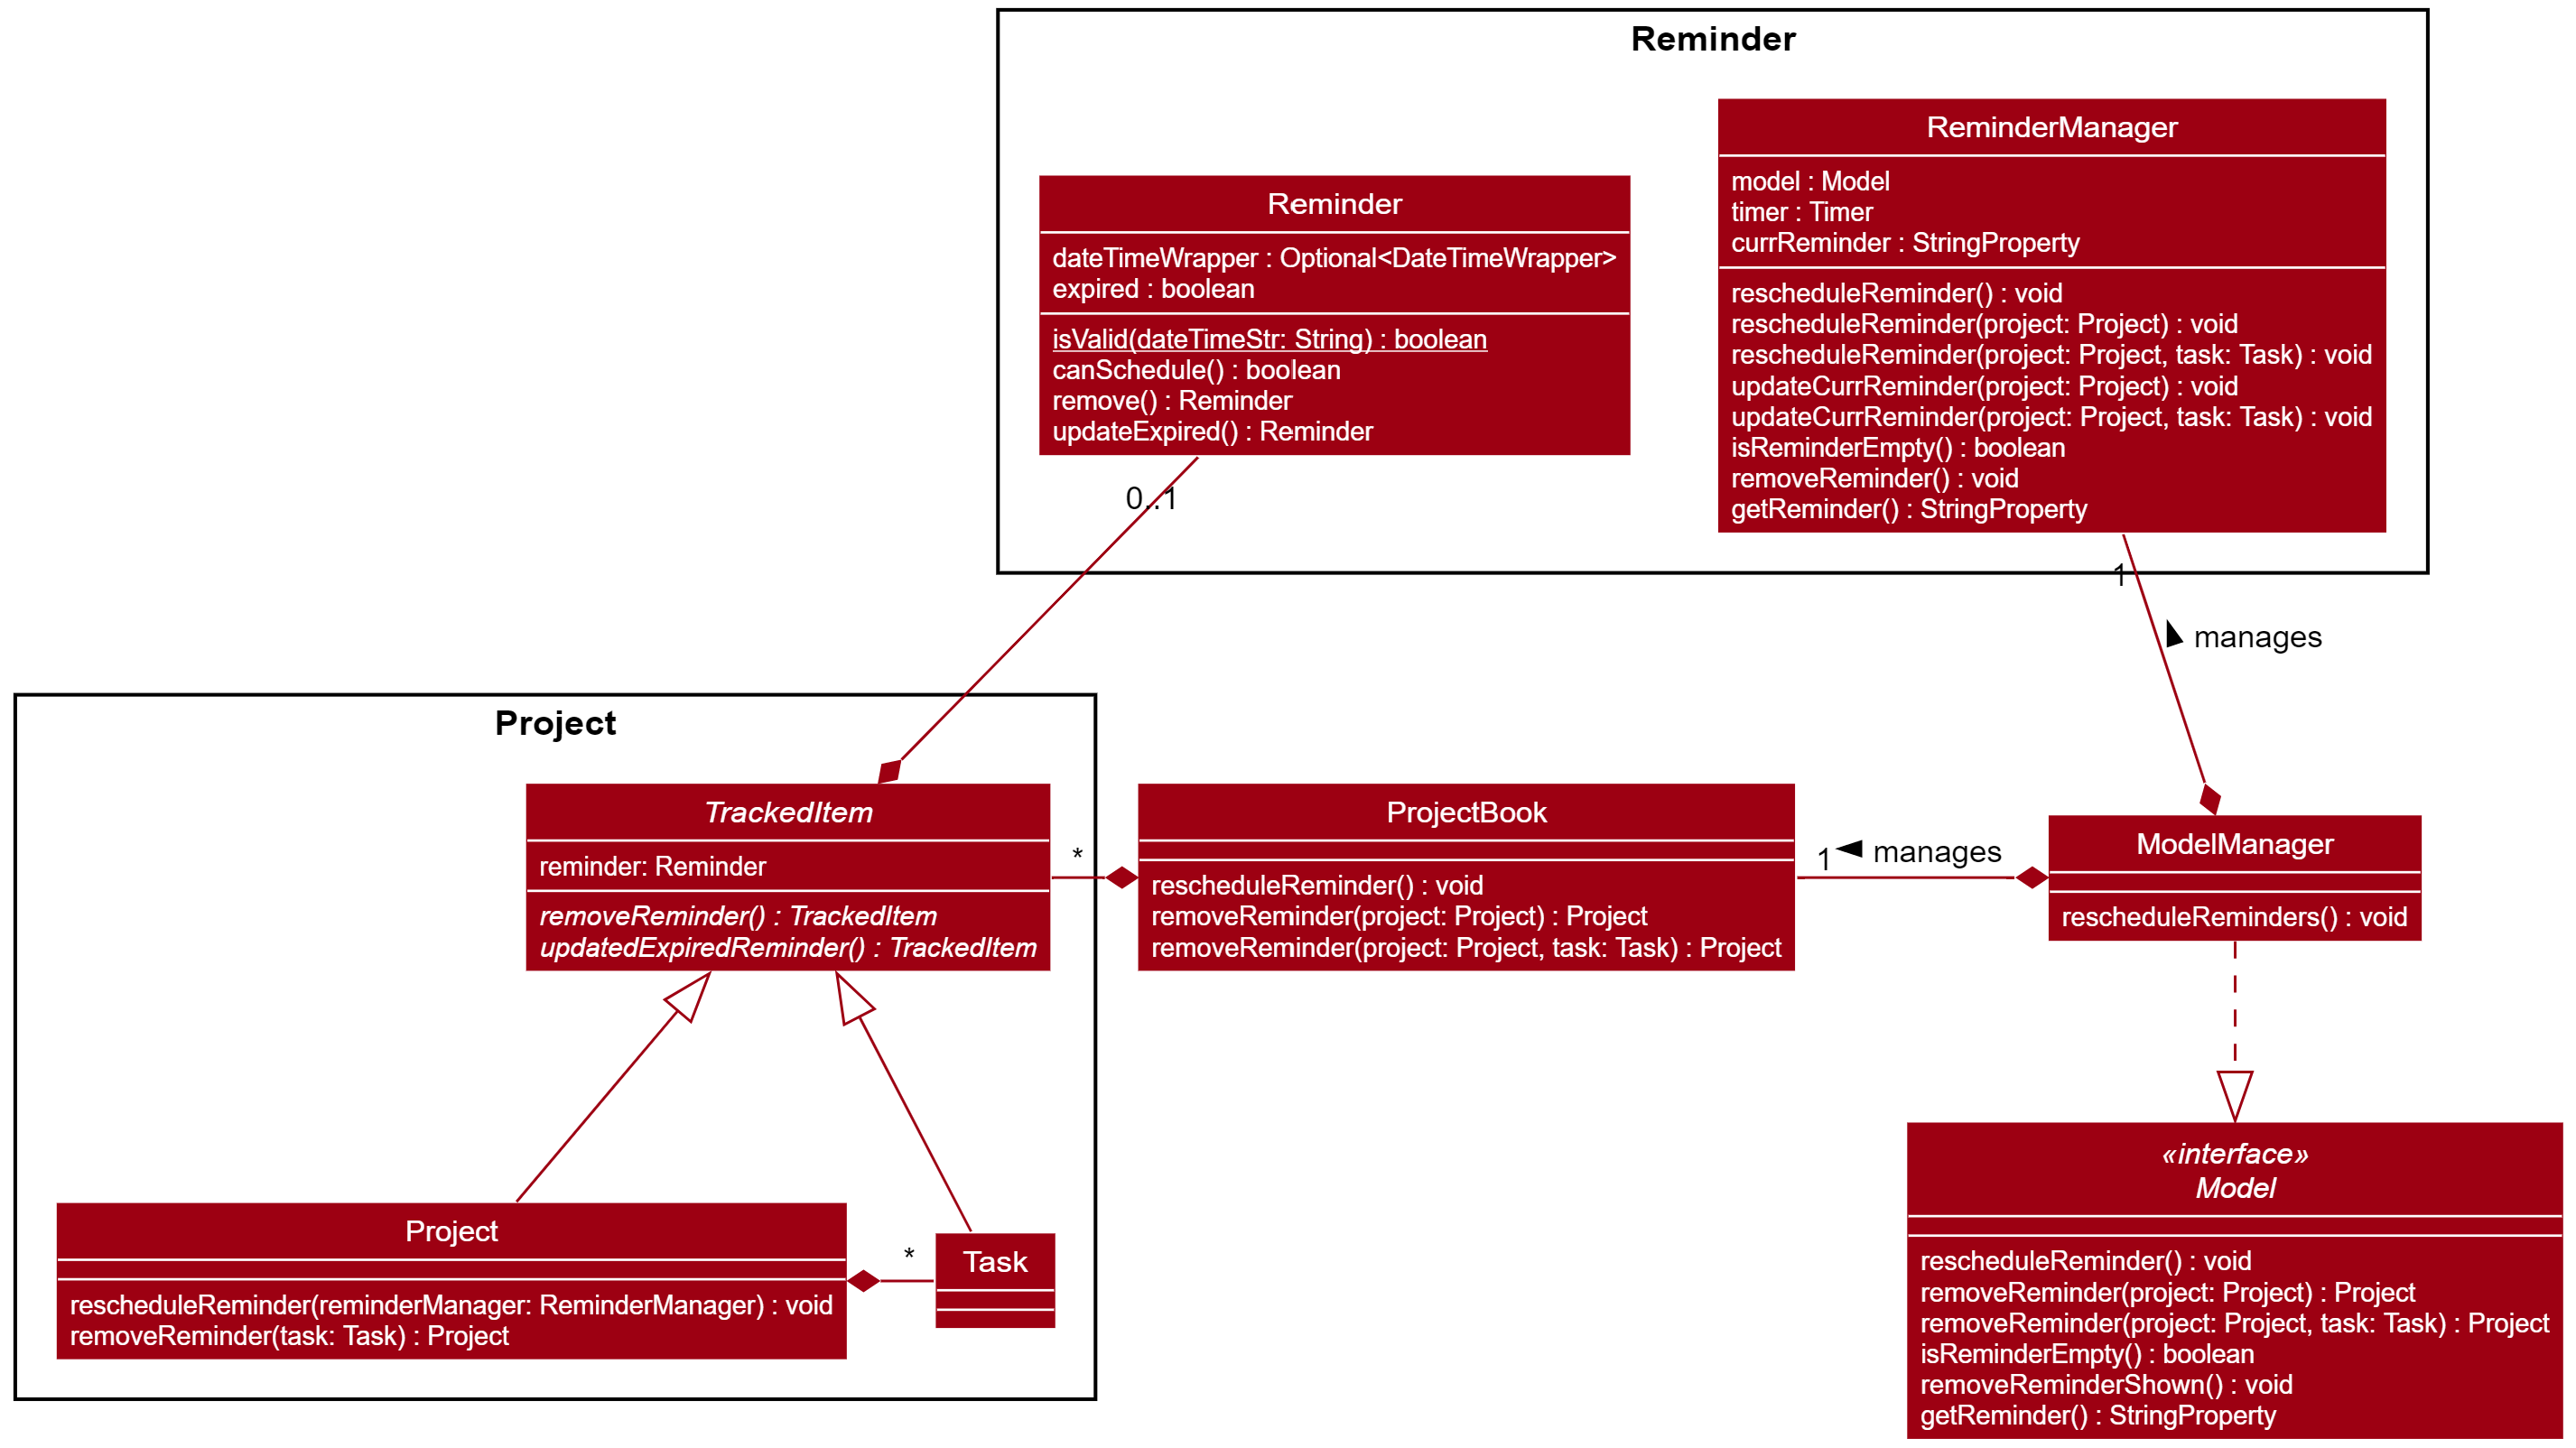 Reminder
ReminderManager
model : Model
timer : Timer
currReminder : StringProperty
rescheduleReminder() : void
rescheduleReminder(project: Project) : void
rescheduleReminder(project: Project, task: Task) : void
updateCurrReminder(project: Project) : void
updateCurrReminder(project: Project, task: Task) : void
isReminderEmpty() : boolean
removeReminder() : void
getReminder() : StringProperty
Reminder
dateTimeWrapper : Optional<DateTimeWrapper>
expired : boolean
isValid(dateTimeStr: String) : boolean
canSchedule() : boolean
remove() : Reminder
updateExpired() : Reminder
0..1
1
manages
Project
TrackedItem
reminder: Reminder
removeReminder() : TrackedItem
updatedExpiredReminder() : TrackedItem
*
ProjectBook
rescheduleReminder() : void
removeReminder(project: Project) : Project
removeReminder(project: Project, task: Task) : Project
1
manages
ModelManager
rescheduleReminders() : void
Project
rescheduleReminder(reminderManager: ReminderManager) : void
removeReminder(task: Task) : Project
*
Task
«interface»
Model
rescheduleReminder() : void
removeReminder(project: Project) : Project
removeReminder(project: Project, task: Task) : Project
isReminderEmpty() : boolean
removeReminderShown() : void
getReminder() : StringProperty